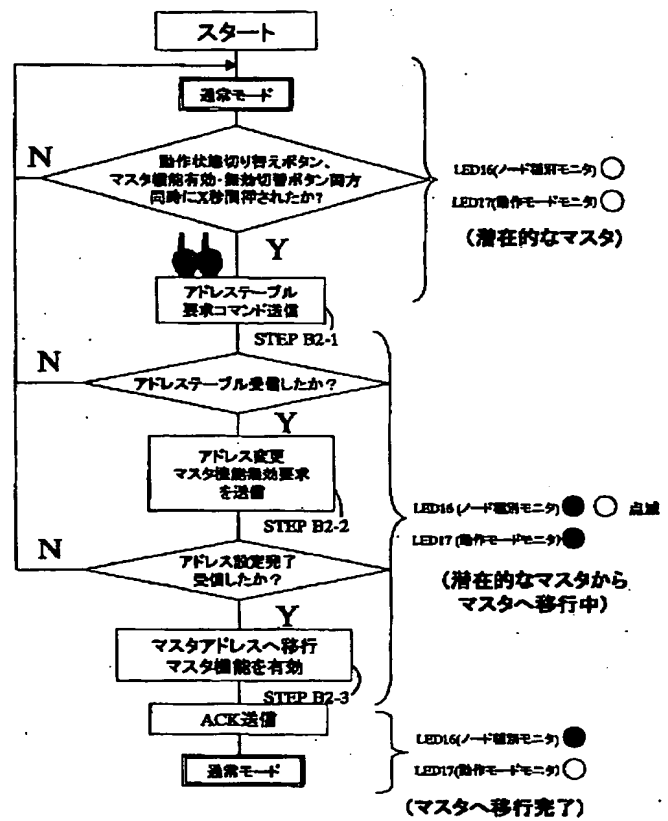 スタート
通常モード
N
動作状態切り替えボタン、
マスタ機能有効・無効切替ボタン両方
同時にX秒間押されたか?
Y
LED16(ノード種別モニタ)
LED17(動作モードモニタ)
(潜在的なマスタ)
アドレステーブル
要求コマンド送信
STEP B2-1
N
アドレステーブル受信したか?
Y
アドレス変更
マスタ機能無効要求
を送信
STEP B2-2
LED16(ノード種別モニタ) 点滅
LED17(動作モードモニタ)
(潜在的なマスタから
マスタへ移行中)
N
アドレス設定完了
受信したか?
Y
マスタアドレスへ移行
マスタ機能を有効
STEP B2-3
ACK送信
通常モード
LED16(ノード種別モニタ)
LED17(動作モードモニタ)
(マスタへ移行完了)